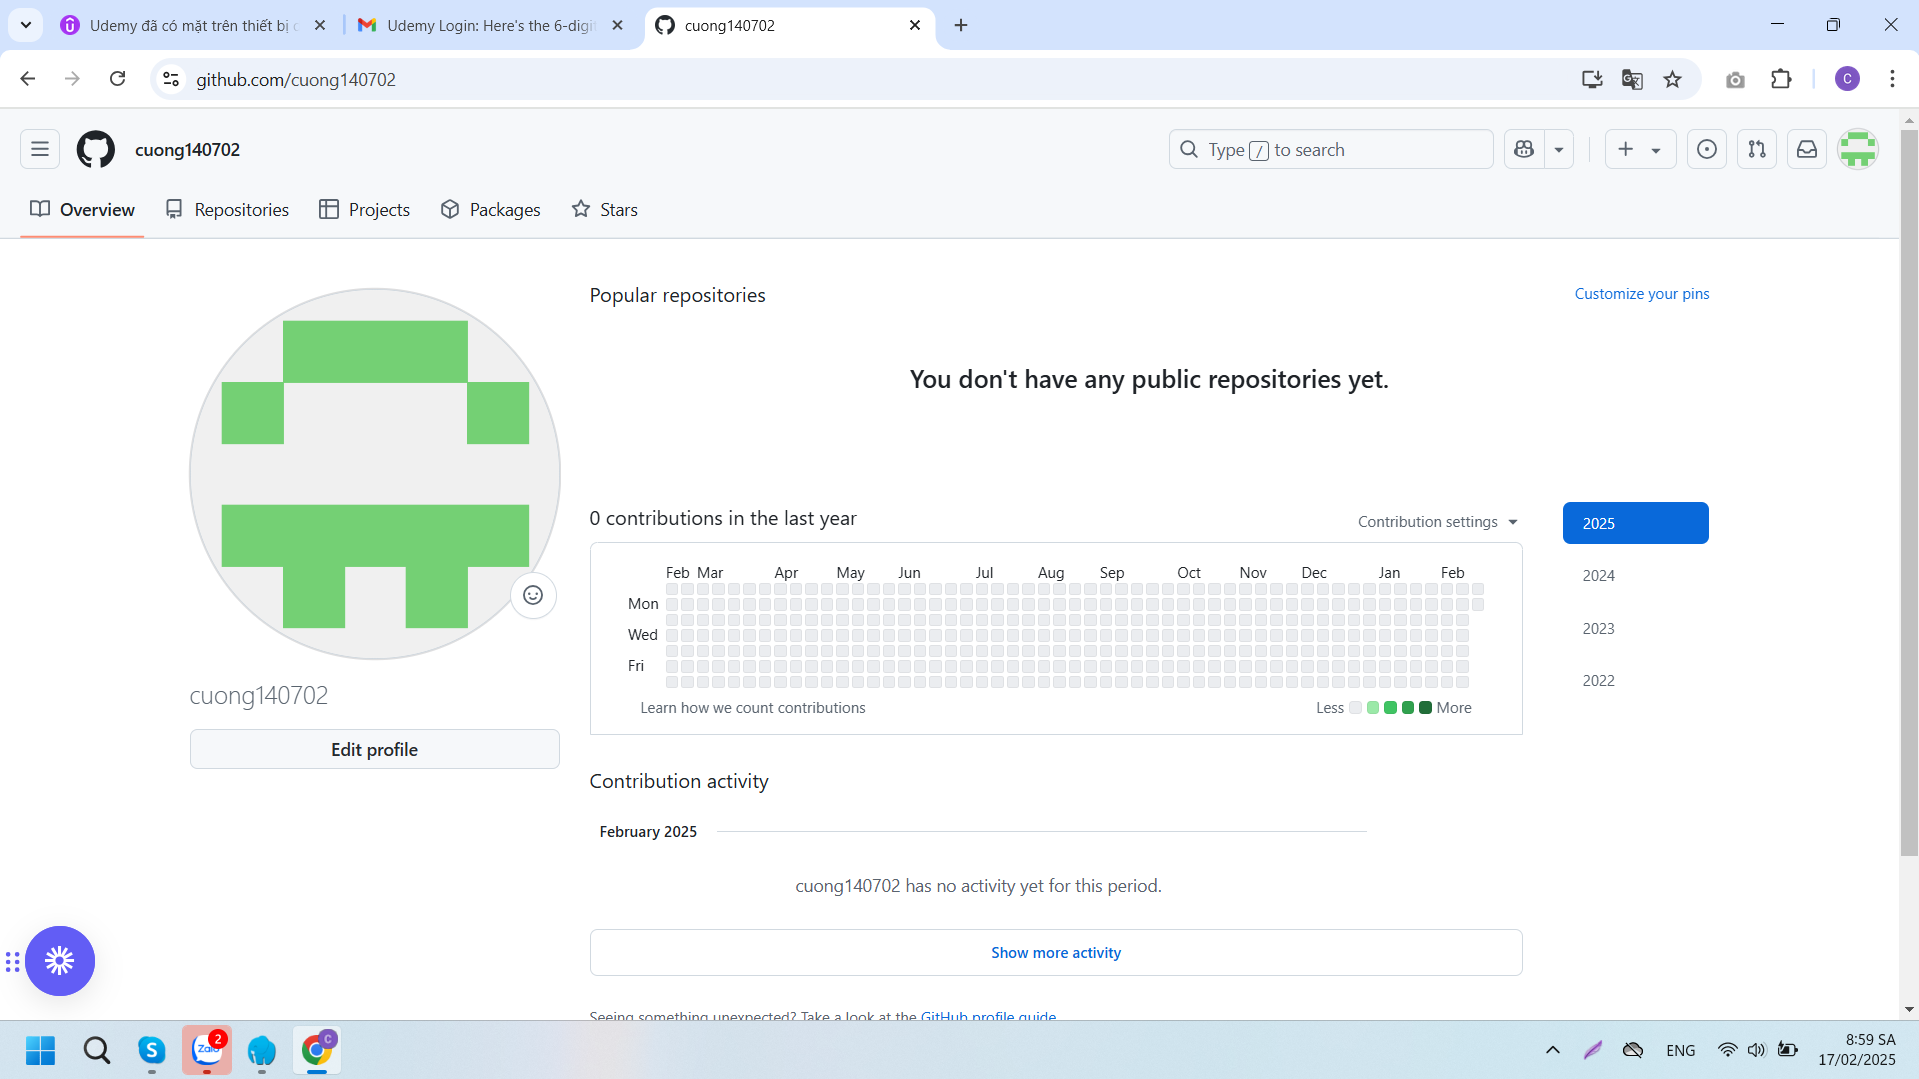 Udemy đã có mặt trên thiết bị
Udemy Login: Here's the 6-digi
cuong140702
github.com/cuong140702
C
cuong140702
Type / to search
Overview
Repositories
Projects
Packages
Stars
Popular repositories
Customize your pins
You don't have any public repositories yet.
0 contributions in the last year
Contribution settings
2025
2024
2023
2022
Feb Mar Apr May Jun Jul Aug Sep Oct Nov Dec Jan Feb
Mon
Wed
Fri
Learn how we count contributions
Less More
cuong140702
Edit profile
Contribution activity
February 2025
cuong140702 has no activity yet for this period.
Show more activity
Seeing something unexpected? Take a look at the GitHub profile guide
S
Zalo
2
C
ENG
8:59 SA
17/02/2025